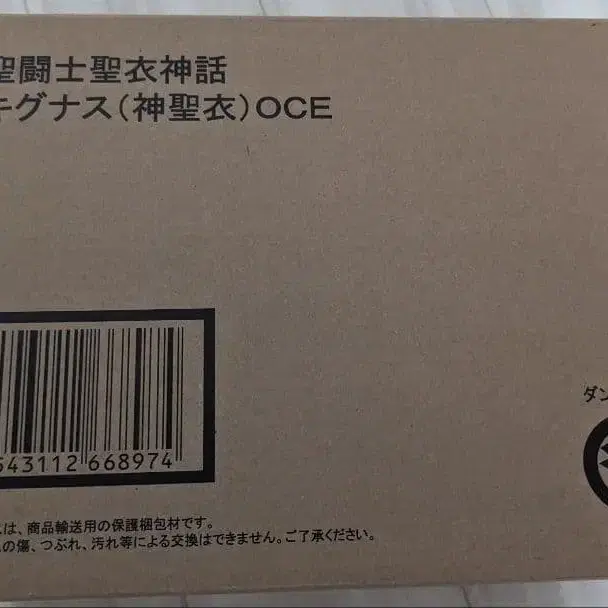 聖闘士聖衣神話
キグナス(神聖衣)OCE
ダン
543112 668974
は、商品輸送用の保護梱包材です。
の傷、つぶれ、汚れ等による交換はできません。ご了承ください。